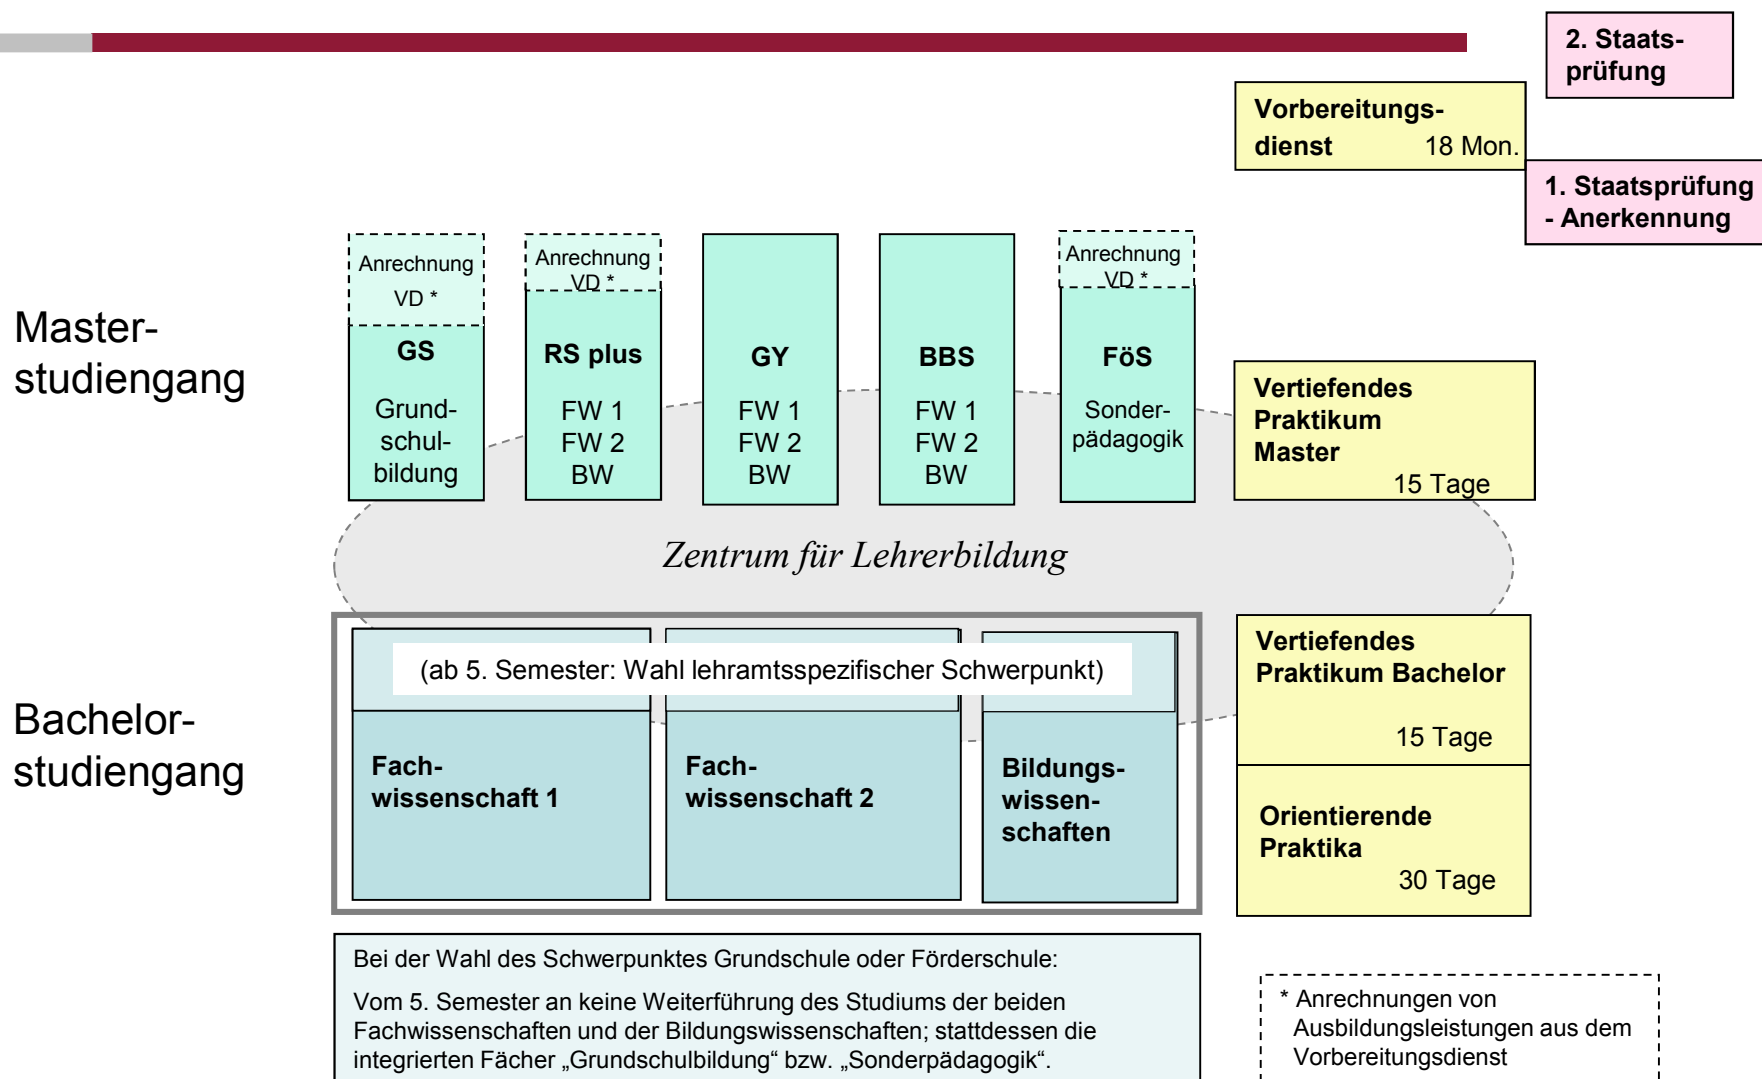 2. Staats-
prüfung
Vorbereitungs-
dienst 18 Mon.
1. Staatsprüfung
- Anerkennung
Master-
studiengang
Anrechnung
VD *
GS
Grund-
schul-
bildung
Anrechnung
VD *
RS plus
FW 1
FW 2
BW
GY
FW 1
FW 2
BW
BBS
FW 1
FW 2
BW
Anrechnung
VD *
FöS
Sonder-
pädagogik
Vertiefendes
Praktikum
Master
15 Tage
Zentrum für Lehrerbildung
Bachelor-
studiengang
(ab 5. Semester: Wahl lehramtsspezifischer Schwerpunkt)
Fach-
wissenschaft 1
Fach-
wissenschaft 2
Bildungs-
wissen-
schaften
Vertiefendes
Praktikum Bachelor
15 Tage
Orientierende
Praktika
30 Tage
Bei der Wahl des Schwerpunktes Grundschule oder Förderschule:
Vom 5. Semester an keine Weiterführung des Studiums der beiden
Fachwissenschaften und der Bildungswissenschaften; stattdessen die
integrierten Fächer „Grundschulbildung“ bzw. „Sonderpädagogik“.
* Anrechnungen von
Ausbildungsleistungen aus dem
Vorbereitungsdienst